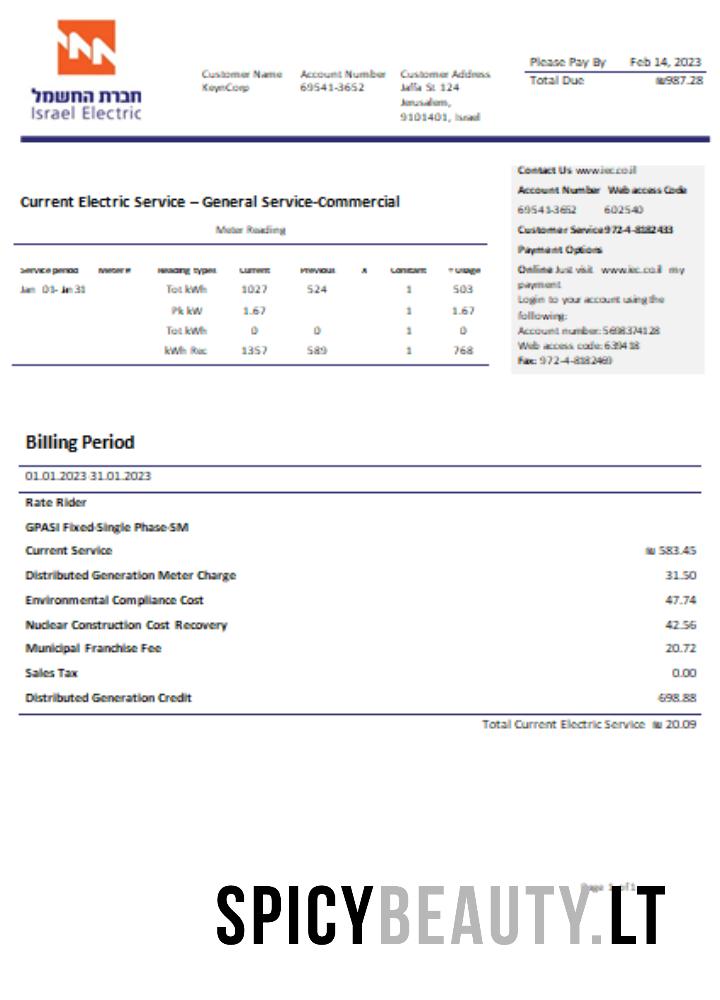 חברת החשמל
Israel Electric
Customer Name Account Number Customer Address
KeynCorp 69541-3652 Jaffa St 124
Jerusalem,
9101401, Israel
Please Pay By Feb 14, 2023
Total Due ₪987.28
Contact Us www.iec.co.il
Account Number Web access Code
69541-3652 602540
Customer Service 972-4-8182433
Payment Options
Online Just visit www.iec.co.il my
payment
Login to your account using the
following:
Account number: 5698374128
Web access code: 639418
Fax: 972-4-8182469
Current Electric Service – General Service-Commercial
Meter Reading
Service period Meter # Reading types Current Previous X Constant = Usage
Jan 01- Jn 31 Tot kWh 1027 524 1 503
Pk kW 1.67 1 1.67
Tot kWh 0 0 1 0
kWh Rec 1357 589 1 768
Billing Period
01.01.2023-31.01.2023
Rate Rider
GPASI Fixed-Single Phase-SM
Current Service ₪ 583.45
Distributed Generation Meter Charge 31.50
Environmental Compliance Cost 47.74
Nuclear Construction Cost Recovery 42.56
Municipal Franchise Fee 20.72
Sales Tax 0.00
Distributed Generation Credit -698.88
Total Current Electric Service ₪ 20.09
Page 1 of 1
SPICYBEAUTY.LT